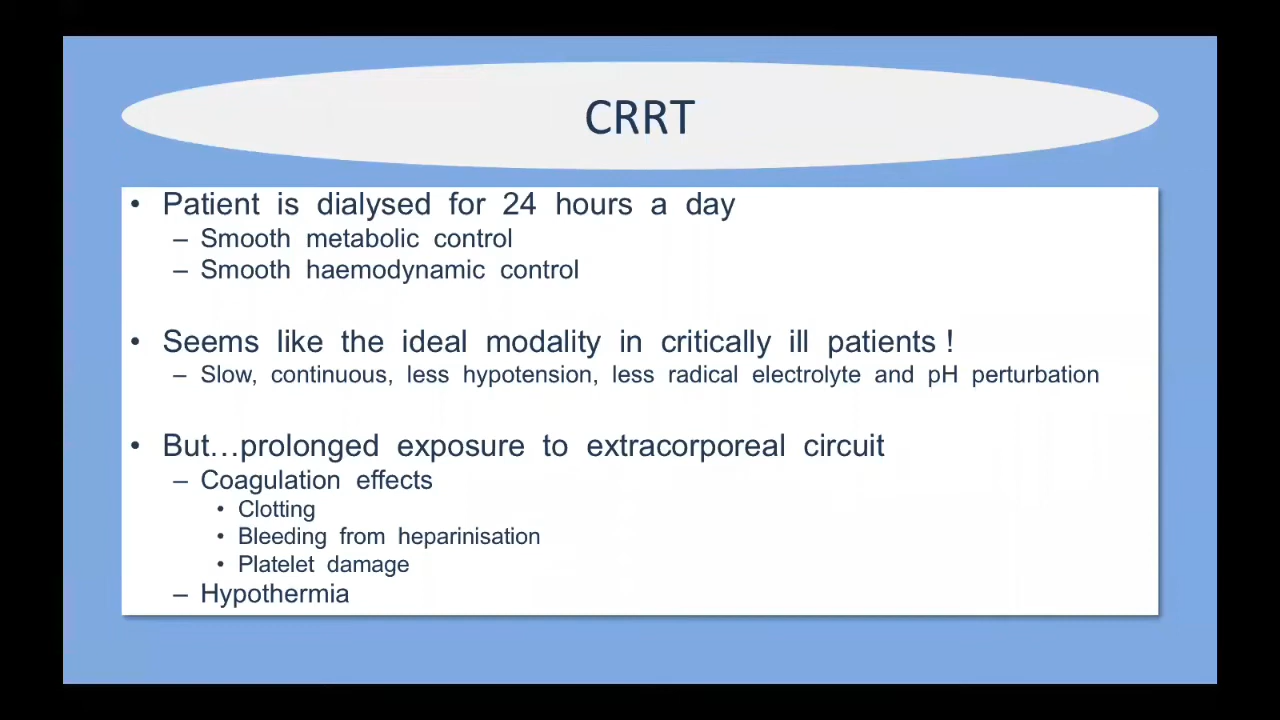 CRRT
• Patient is dialysed for 24 hours a day
– Smooth metabolic control
– Smooth haemodynamic control
• Seems like the ideal modality in critically ill patients !
– Slow, continuous, less hypotension, less radical electrolyte and pH perturbation
• But…prolonged exposure to extracorporeal circuit
– Coagulation effects
• Clotting
• Bleeding from heparinisation
• Platelet damage
– Hypothermia